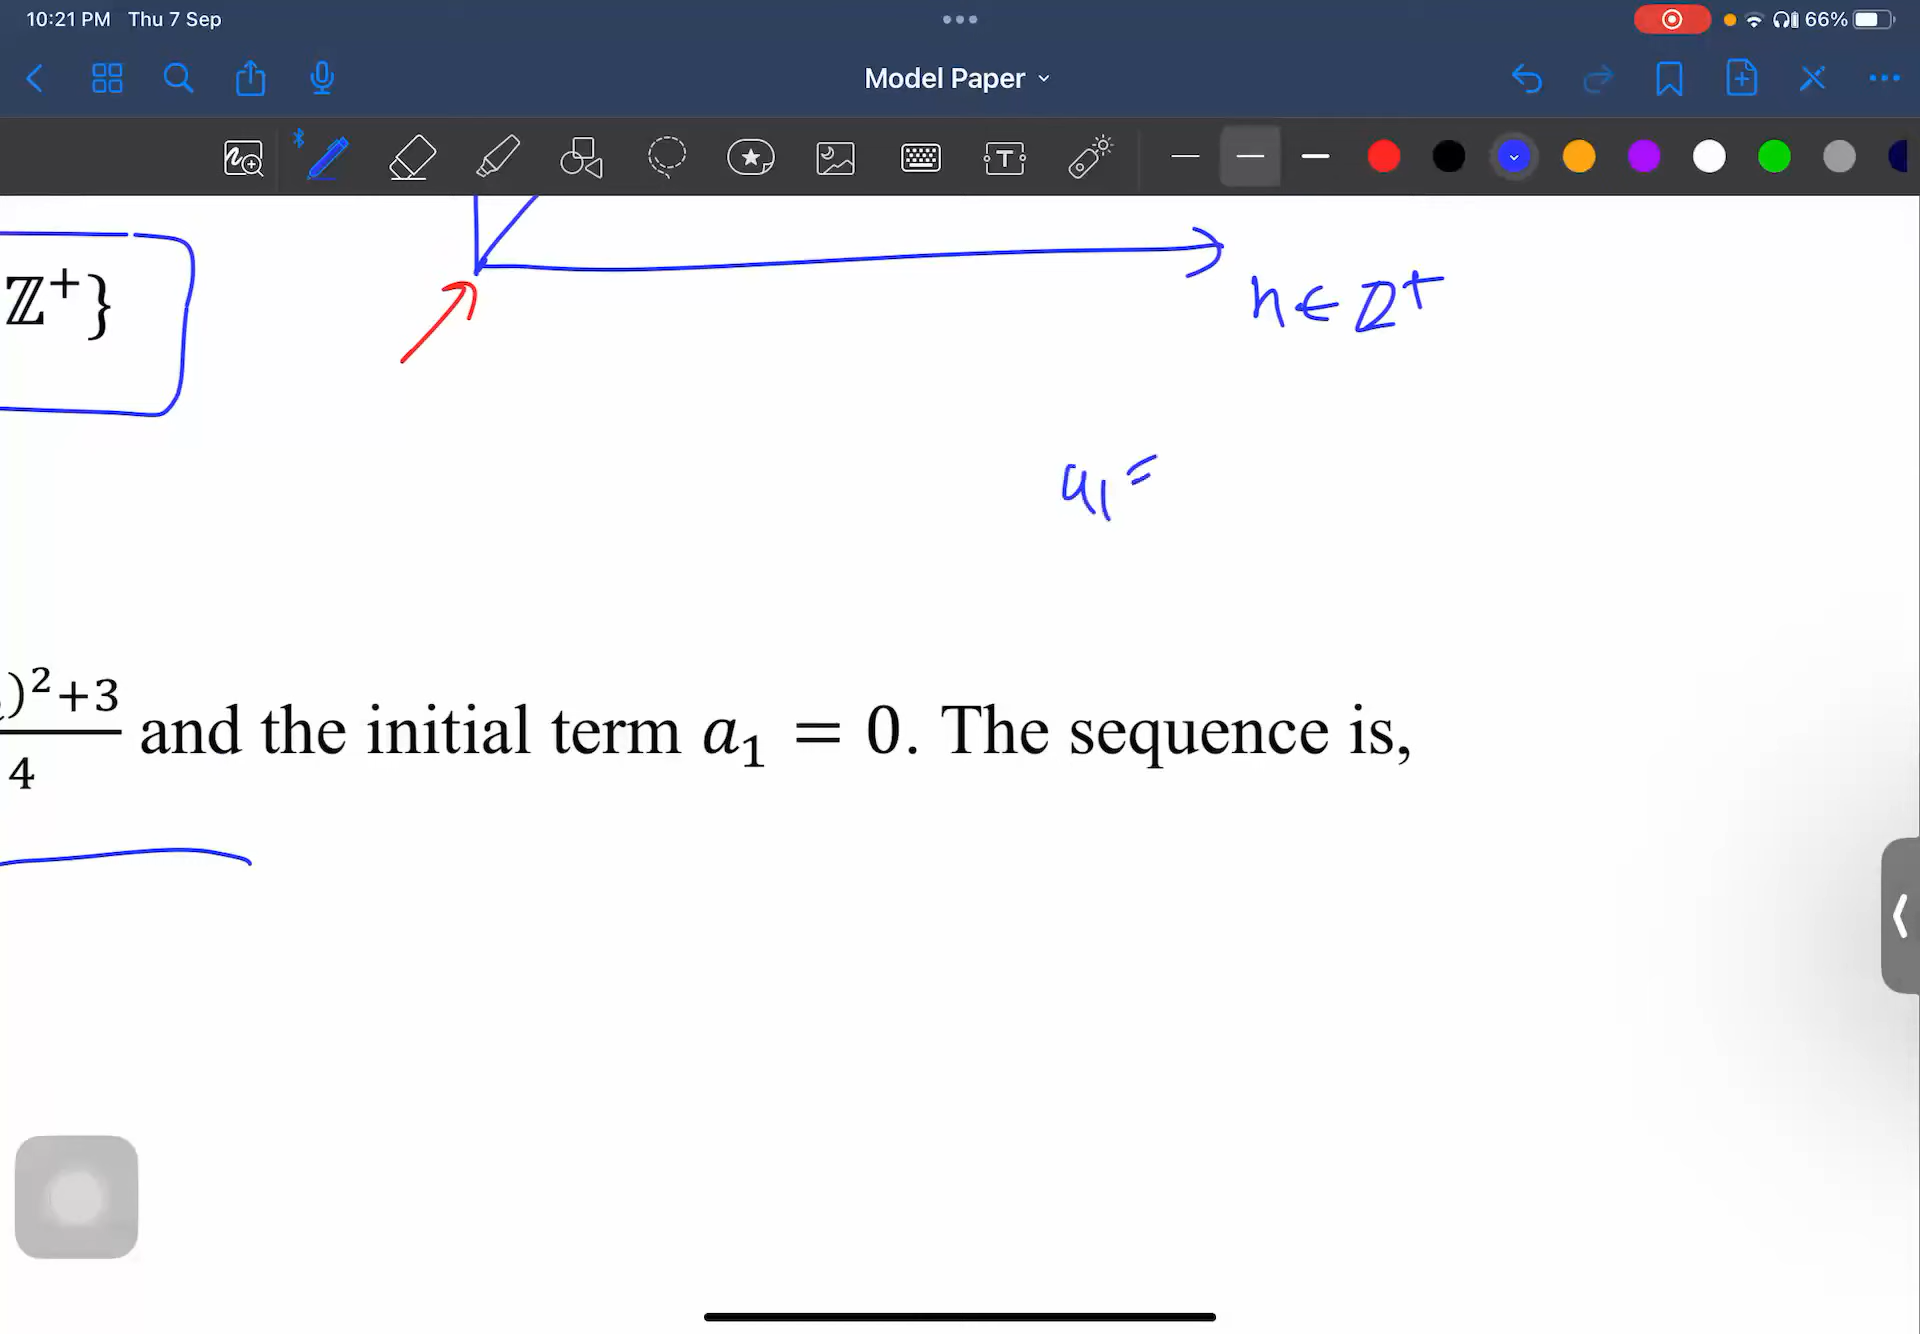 10:21 PM Thu 7 Sep
66%
Model Paper
T
ℤ⁺}
n ∈ ℤ⁺
a₁ =
)²+3
4
and the initial term a₁ = 0. The sequence is,